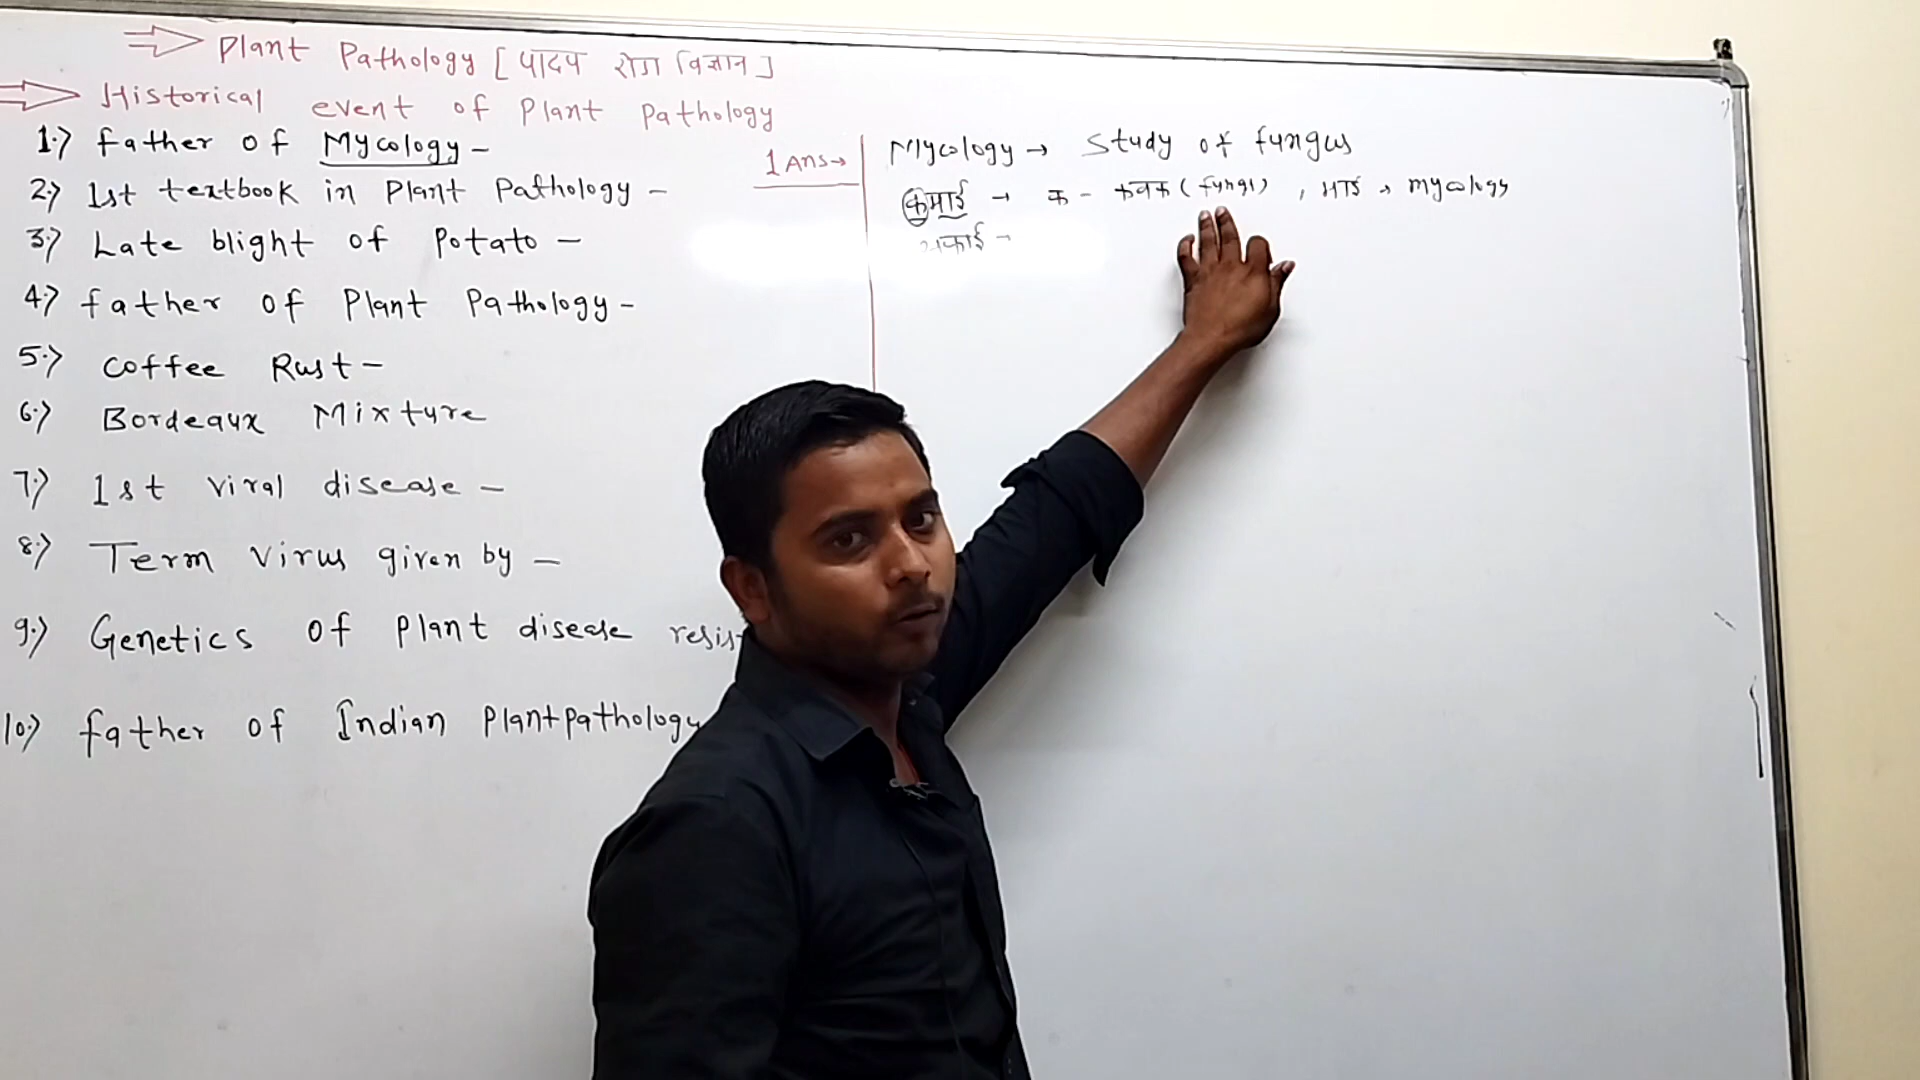 Plant Pathology [पादप रोग विज्ञान]
Historical event of Plant Pathology
1.) father of Mycology -
2.) 1st textbook in Plant Pathology -
3.) Late blight of Potato -
4.) father of Plant Pathology -
5.) Coffee Rust -
6.) Bordeaux Mixture
7.) 1st viral disease -
8.) Term virus given by -
9.) Genetics of Plant disease resist
10.) father of Indian Plantpathology
1 Ans →
Mycology → Study of fungus
कमाई → क - कवक (fungi) , माई → mycology